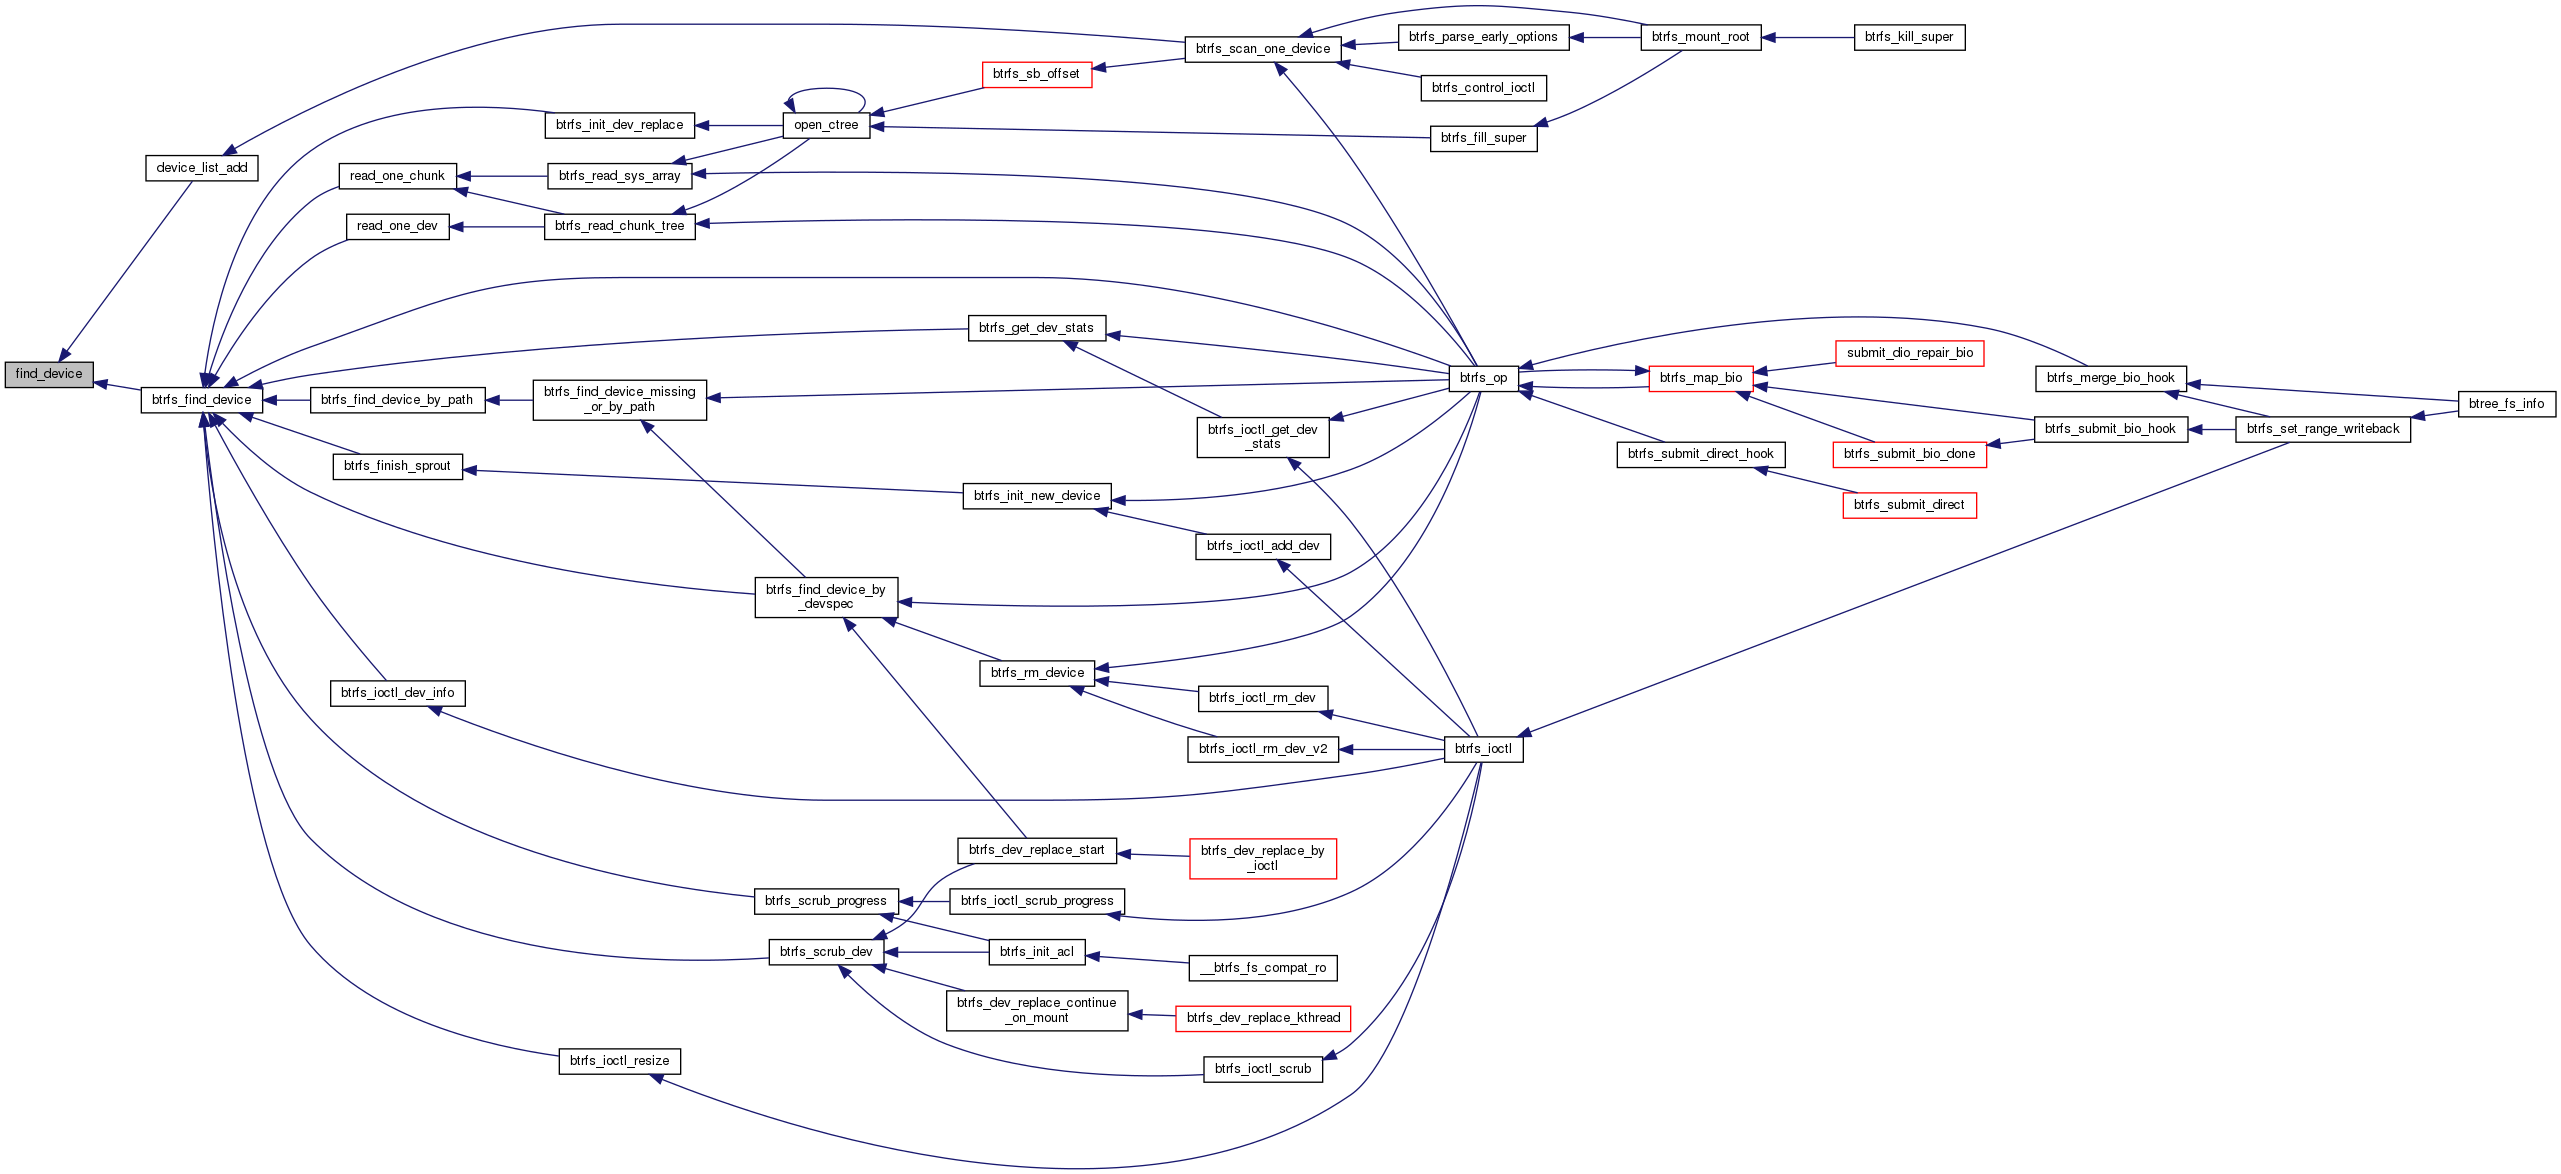 find_device
device_list_add
btrfs_find_device
btrfs_init_dev_replace
read_one_chunk
read_one_dev
btrfs_read_sys_array
btrfs_read_chunk_tree
btrfs_find_device_by_path
btrfs_finish_sprout
btrfs_ioctl_dev_info
btrfs_find_device_missing
_or_by_path
open_ctree
btrfs_find_device_by
_devspec
btrfs_scrub_progress
btrfs_scrub_dev
btrfs_ioctl_resize
btrfs_sb_offset
btrfs_get_dev_stats
btrfs_init_new_device
btrfs_rm_device
btrfs_dev_replace_start
btrfs_ioctl_scrub_progress
btrfs_init_acl
btrfs_dev_replace_continue
_on_mount
btrfs_scan_one_device
btrfs_ioctl_get_dev
_stats
btrfs_ioctl_add_dev
btrfs_ioctl_rm_dev
btrfs_ioctl_rm_dev_v2
btrfs_dev_replace_by
_ioctl
__btrfs_fs_compat_ro
btrfs_dev_replace_kthread
btrfs_ioctl_scrub
btrfs_parse_early_options
btrfs_control_ioctl
btrfs_fill_super
btrfs_op
btrfs_ioctl
btrfs_mount_root
btrfs_map_bio
btrfs_submit_direct_hook
btrfs_kill_super
submit_dio_repair_bio
btrfs_submit_bio_done
btrfs_submit_direct
btrfs_merge_bio_hook
btrfs_submit_bio_hook
btrfs_set_range_writeback
btree_fs_info